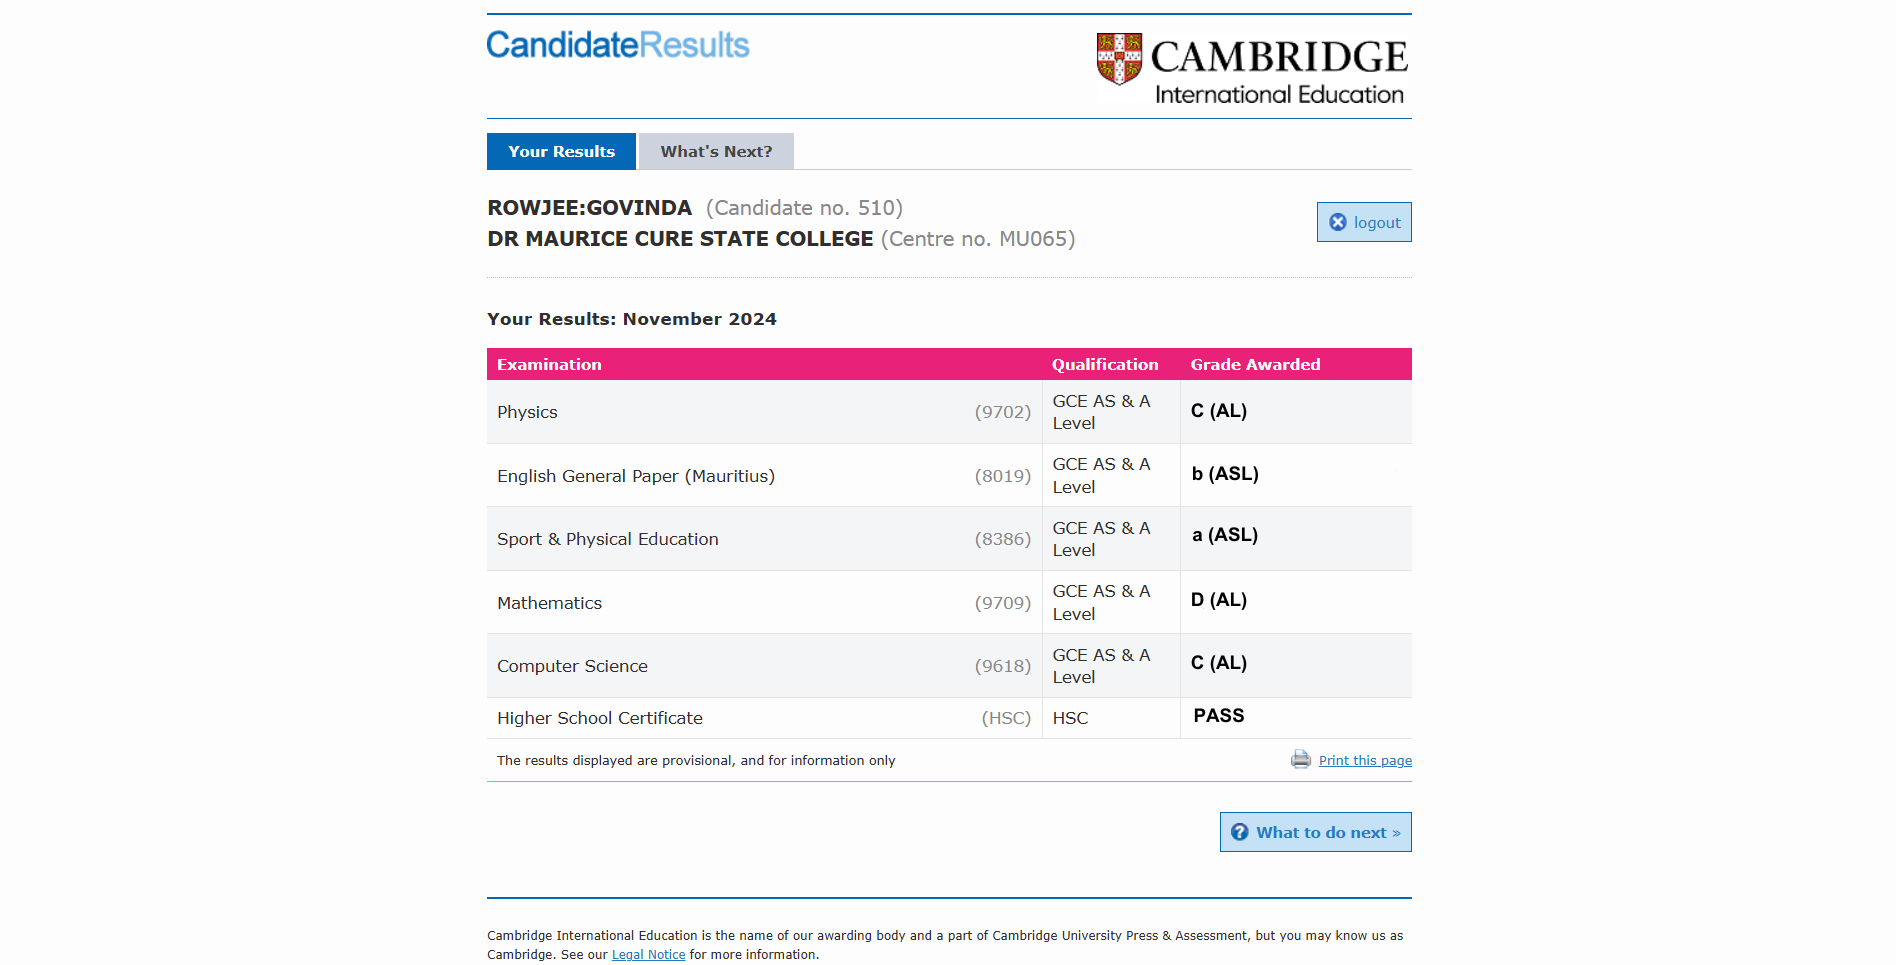 CandidateResults
CAMBRIDGE
International Education
Your Results What's Next?
ROWJEE:GOVINDA (Candidate no. 510)
DR MAURICE CURE STATE COLLEGE (Centre no. MU065)
logout
Your Results: November 2024
Examination Qualification Grade Awarded
Physics (9702) GCE AS & A Level C (AL)
English General Paper (Mauritius) (8019) GCE AS & A Level b (ASL)
Sport & Physical Education (8386) GCE AS & A Level a (ASL)
Mathematics (9709) GCE AS & A Level D (AL)
Computer Science (9618) GCE AS & A Level C (AL)
Higher School Certificate (HSC) HSC PASS
The results displayed are provisional, and for information only Print this page
What to do next »
Cambridge International Education is the name of our awarding body and a part of Cambridge University Press & Assessment, but you may know us as
Cambridge. See our Legal Notice for more information.